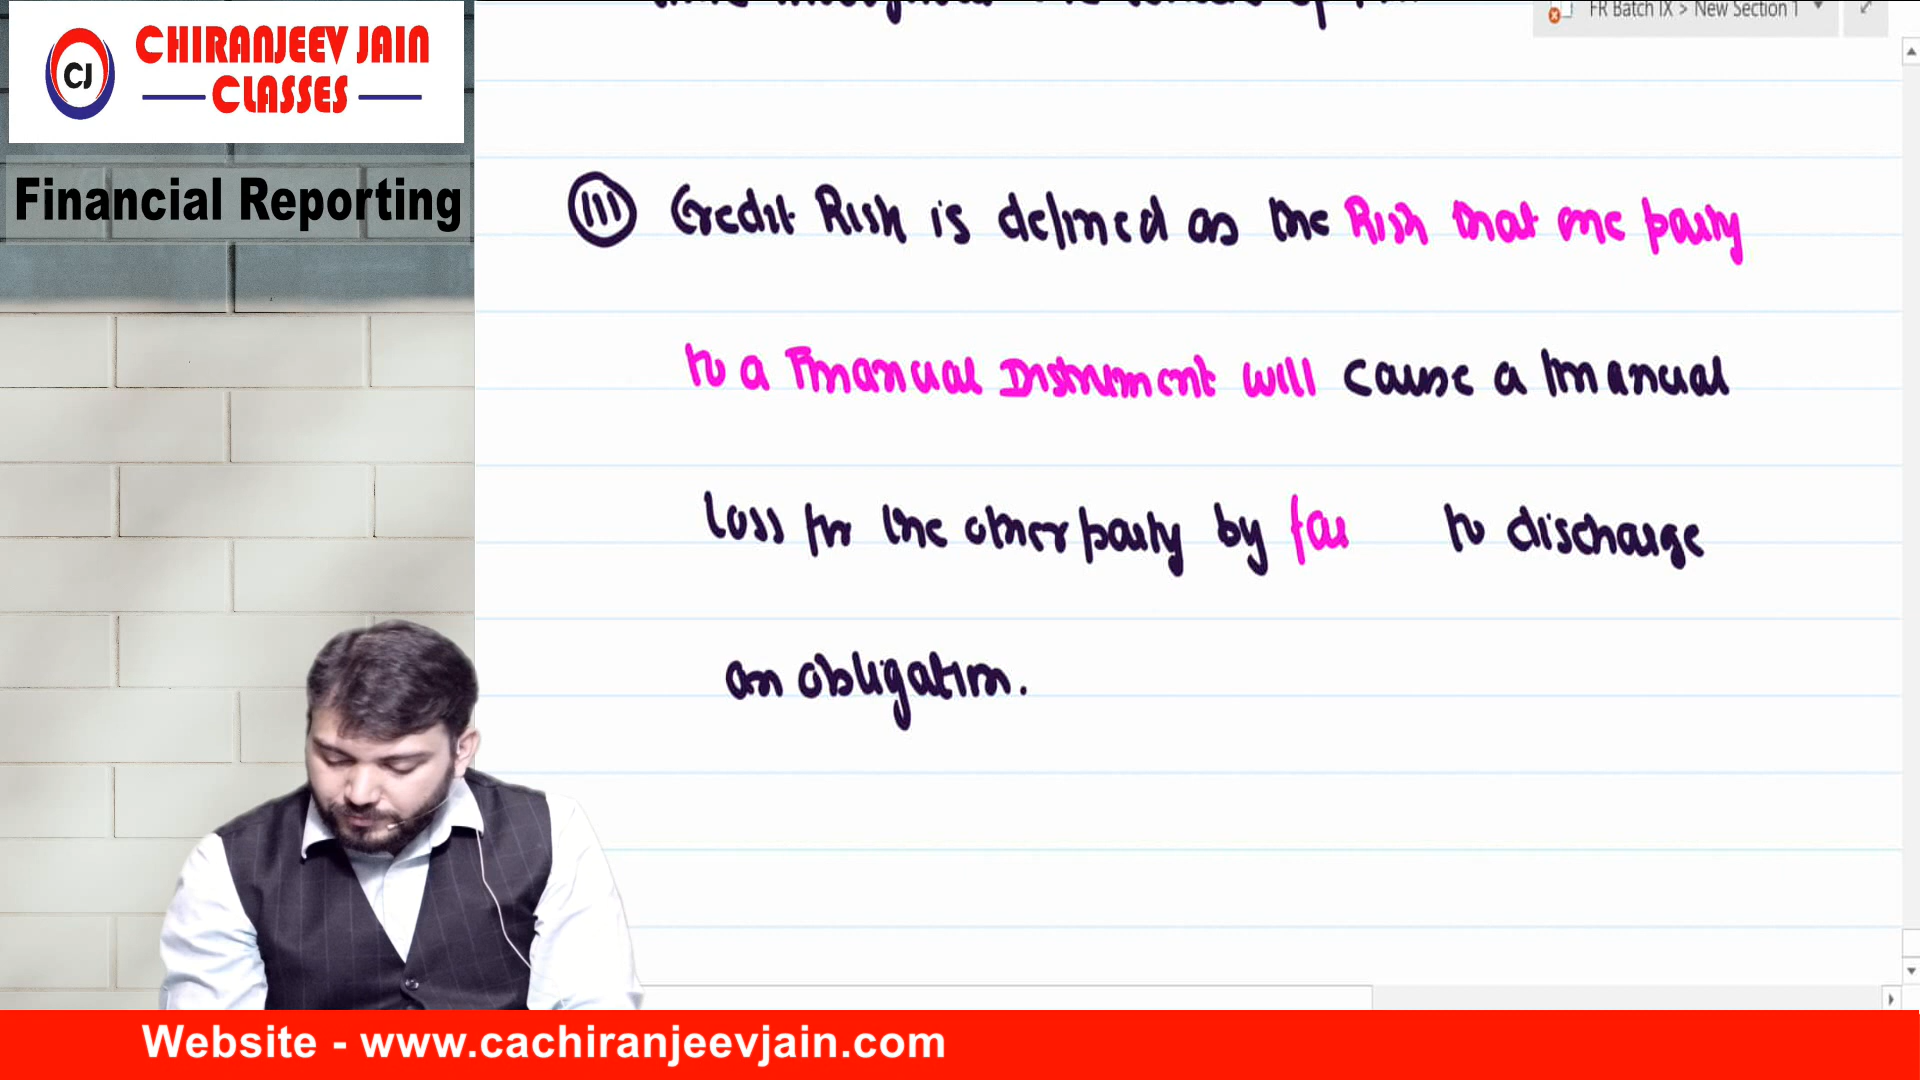 FR Batch IX > New Section 1
CHIRANJEEV JAIN
CJ
CLASSES
Financial Reporting
(III) Credit Risk is defined as the Risk that one party
to a Financial Instrument will cause a financial
loss for the other party by fai to discharge
an obligation.
Website - www.cachiranjeevjain.com